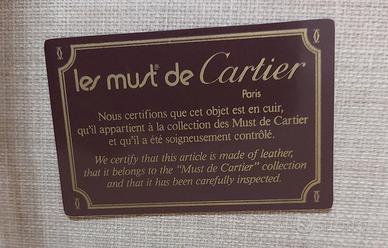 les must® de Cartier
Paris
Nous certifions que cet objet est en cuir,
qu'il appartient à la collection des Must de Cartier
et qu'il a été soigneusement contrôlé.
We certify that this article is made of leather,
that it belongs to the "Must de Cartier" collection
and that it has been carefully inspected.